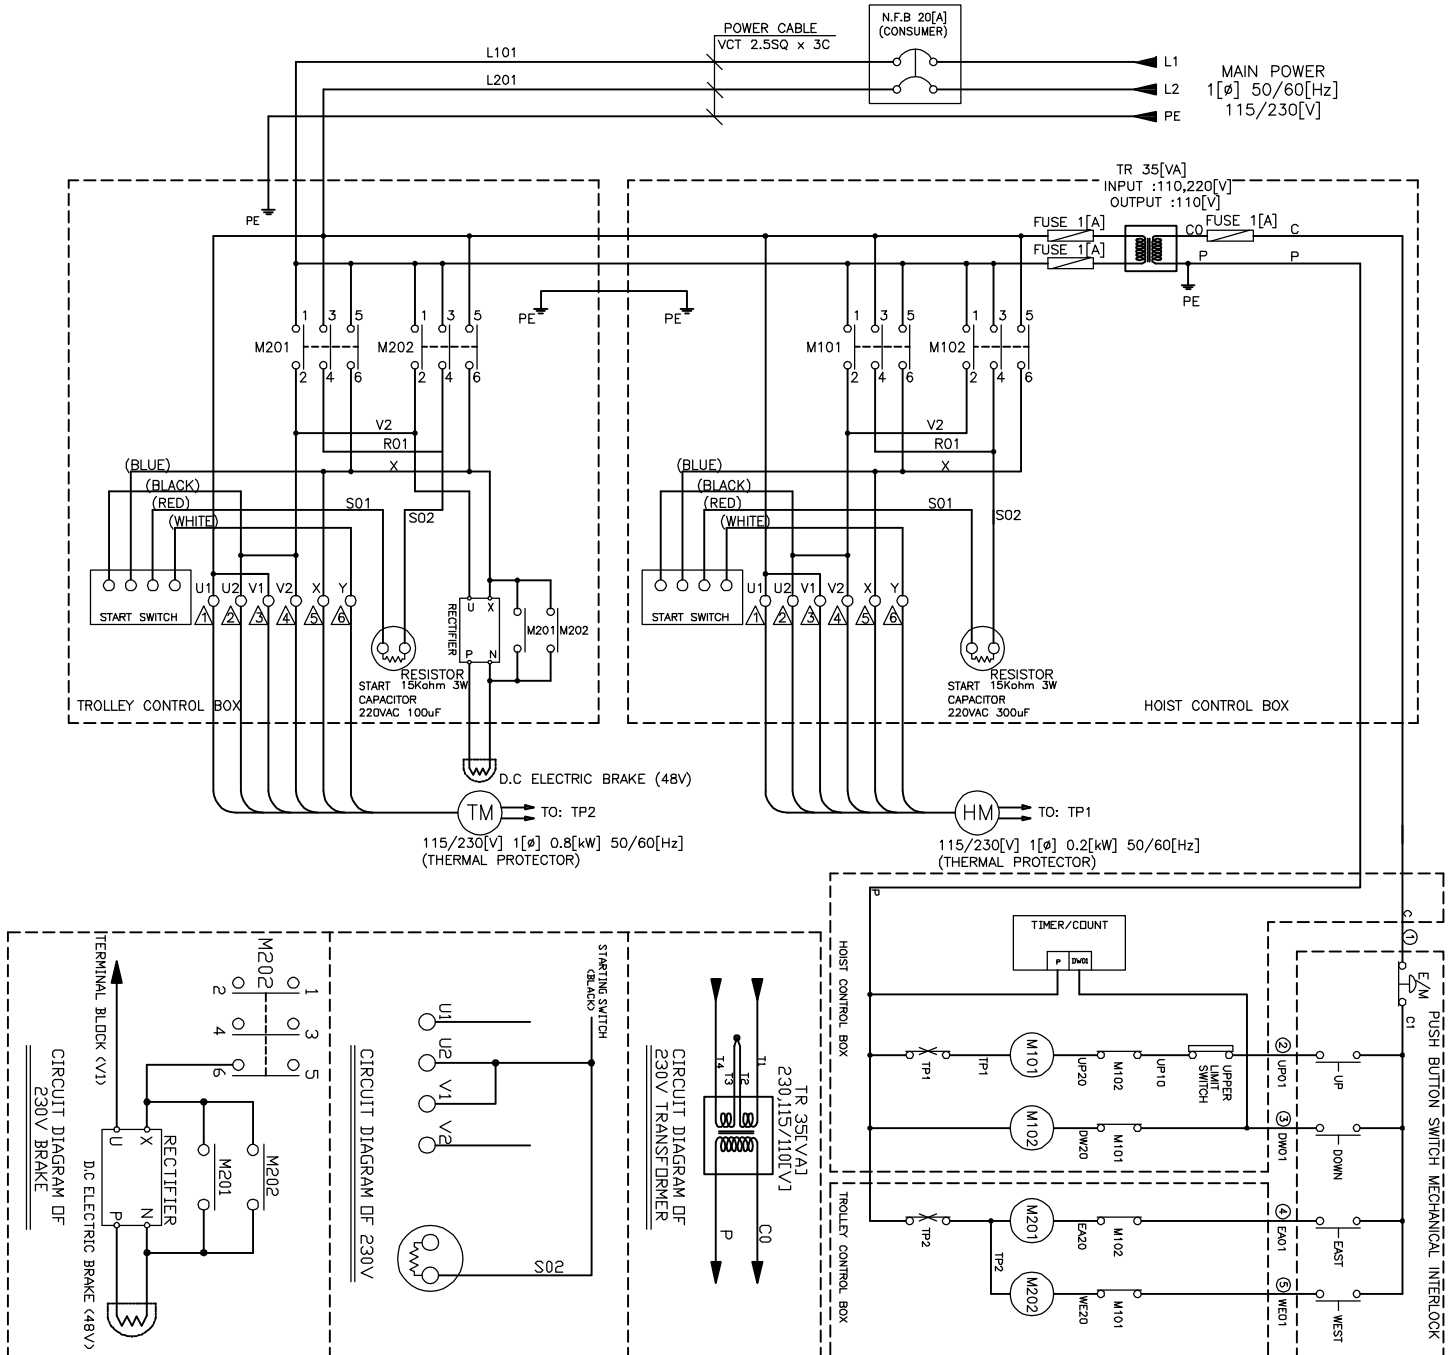 POWER CABLE
VCT 2.5SQ x 3C
N.F.B 20[A]
(CONSUMER)
L101
L201
L1
L2
PE
MAIN POWER
1[ø] 50/60[Hz]
115/230[V]
TR 35[VA]
INPUT :110,220[V]
OUTPUT :110[V]
PE
FUSE 1[A]
FUSE 1[A]
CO
FUSE 1[A]
C
P
P
PE
PE
PE
M201
1 3 5
2 4 6
M202
1 3 5
2 4 6
M101
1 3 5
2 4 6
M102
1 3 5
2 4 6
V2
R01
X
(BLUE)
(BLACK)
(RED)
(WHITE)
S01
S02
START SWITCH
U1 U2 V1 V2 X Y
1 2 3 4 5 6
RESISTOR
15Kohm 3W
START
CAPACITOR
220VAC 100uF
RECTIFIER
U X
P N
M201 M202
TROLLEY CONTROL BOX
D.C ELECTRIC BRAKE (48V)
TM
TO: TP2
115/230[V] 1[ø] 0.8[kW] 50/60[Hz]
(THERMAL PROTECTOR)
V2
R01
X
(BLUE)
(BLACK)
(RED)
(WHITE)
S01
S02
START SWITCH
U1 U2 V1 V2 X Y
1 2 3 4 5 6
RESISTOR
15Kohm 3W
START
CAPACITOR
220VAC 300uF
HOIST CONTROL BOX
HM
TO: TP1
115/230[V] 1[ø] 0.2[kW] 50/60[Hz]
(THERMAL PROTECTOR)
P
C
1
HOIST CONTROL BOX
TIMER/COUNT
P DW01
E/M
C1
PUSH BUTTON SWITCH MECHANICAL INTERLOCK
TP1
TP1
M101
UP20
M102
UP10
UPPER
LIMIT
SWITCH
2
UP01
UP
M102
DW20
M101
3
DW01
DOWN
TROLLEY CONTROL BOX
TP2
TP2
M201
EA20
M102
4
EA01
EAST
M202
WE20
M101
5
WE01
WEST
TERMINAL BLOCK (V1)
M202
1 3 5
2 4 6
CIRCUIT DIAGRAM OF
230V BRAKE
U X
P N
RECTIFIER
M201
M202
D.C ELECTRIC BRAKE (48V)
STARTING SWITCH
(BLACK)
U1
U2
V1
V2
S02
CIRCUIT DIAGRAM OF 230V
T1
T2
T3
T4
TR 35[VA]
230,115/110[V]
CO
P
CIRCUIT DIAGRAM OF
230V TRANSFORMER